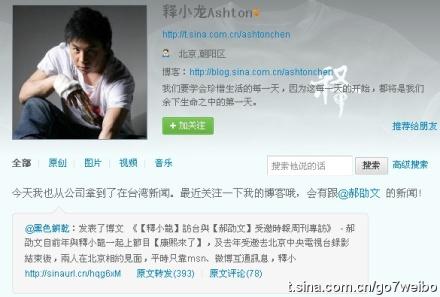 释小龙Ashton
http://t.sina.com.cn/ashtonchen
北京,朝阳区
博客：http://blog.sina.com.cn/ashtonchen
我们要学会珍惜生活的每一天，因为这每一天的开始，都将是我们
余下生命之中的第一天。
释
+ 加关注
推荐给朋友
全部 原创 图片 视频 音乐
搜索他说的话 搜索 高级搜索
今天我也从公司拿到了在台湾新闻。最近关注一下我的博客哦，会有跟@郝劭文 的新闻！
@黑色銷乾：发表了博文 《【釋小龍】訪台與【郝劭文】受邀時報周刊專訪》 - 郝
劭文自前年與釋小龍一起上節目【康熙來了】，及去年受邀去北京中央電視台錄影
結束後，兩人在北京相約見面，平時只靠msn、微博互通訊息，釋小
http://sinaurl.cn/hqg6xM 原文转发(393) 原文评论(78)
t.sina.com.cn/go7weibo